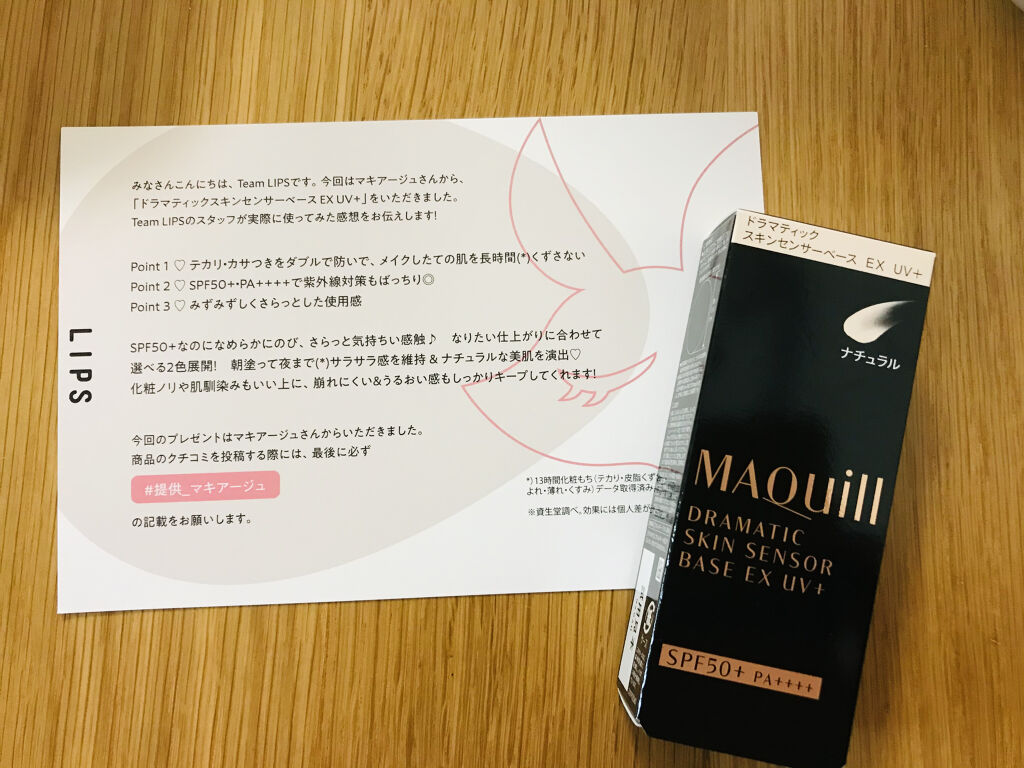 LIPS
みなさんこんにちは、Team LIPSです。今回はマキアージュさんから、
「ドラマティックスキンセンサーベース EX UV+」をいただきました。
Team LIPSのスタッフが実際に使ってみた感想をお伝えします!
Point 1 ♡ テカリ・カサつきをダブルで防いで、メイクしたての肌を長時間(*)くずさない
Point 2 ♡ SPF50+・PA++++で紫外線対策もばっちり◎
Point 3 ♡ みずみずしくさらっとした使用感
SPF50+なのになめらかにのび、さらっと気持ちい感触♪ なりたい仕上がりに合わせて
選べる2色展開! 朝塗って夜まで(*)サラサラ感を維持 & ナチュラルな美肌を演出♡
化粧ノリや肌馴染みもいい上に、崩れにくい&うるおい感もしっかりキープしてくれます!
今回のプレゼントはマキアージュさんからいただきました。
商品のクチコミを投稿する際には、最後に必ず
#提供_マキアージュ
の記載をお願いします。
*) 13時間化粧もち(テカリ・皮脂くず
よれ・薄れ・くすみ)データ取得済み
※資生堂調べ。効果には個人差が
ドラマティック
スキンセンサーベース EX UV+
ナチュラル
MAQuill
DRAMATIC
SKIN SENSOR
BASE EX UV+
SPF50+ PA++++